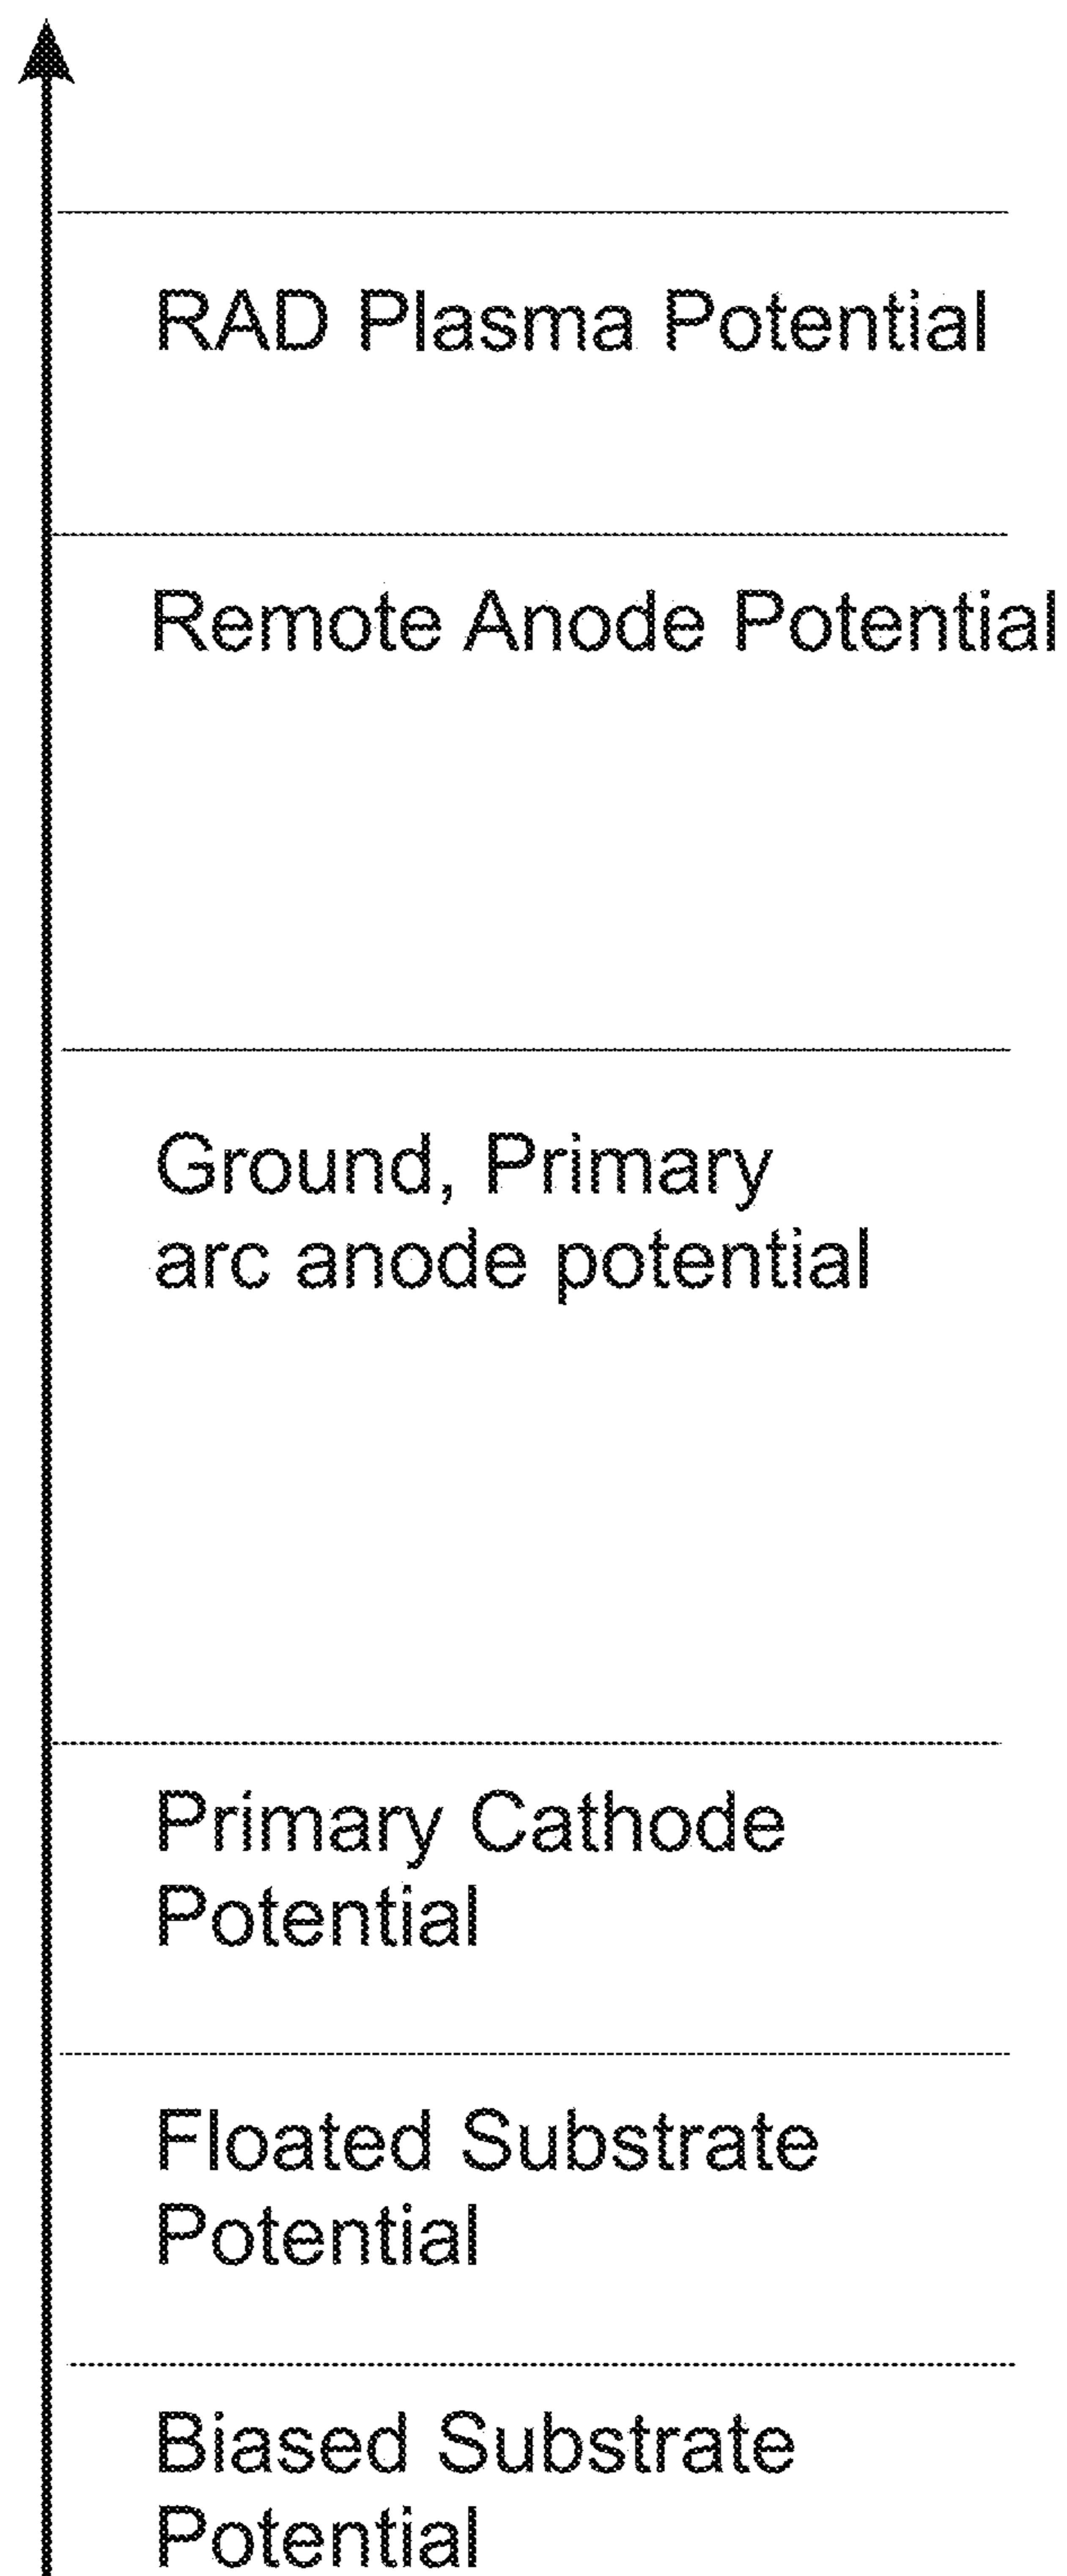 RAD Plasma Potential
Remote Anode Potential
Ground, Primary
arc anode potential
Primary Cathode
Potential
Floated Substrate
Potential
Biased Substrate
Potential